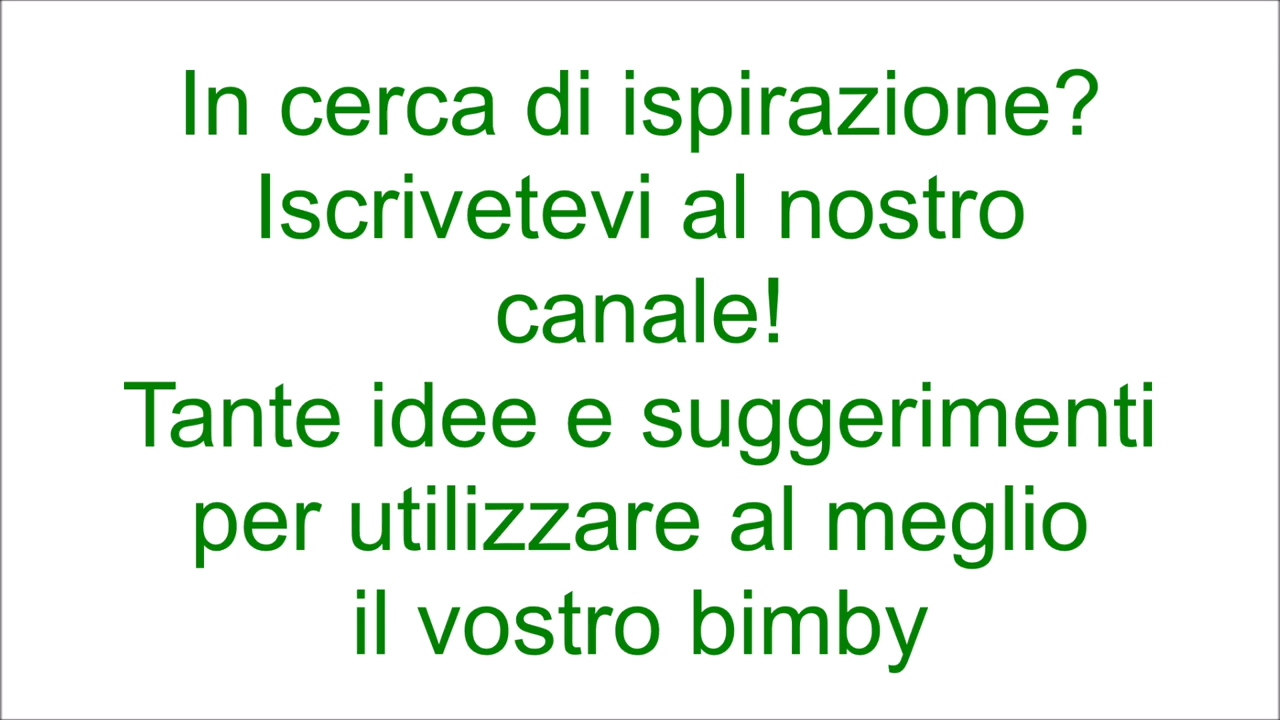 In cerca di ispirazione?
Iscrivetevi al nostro
canale!
Tante idee e suggerimenti
per utilizzare al meglio
il vostro bimby